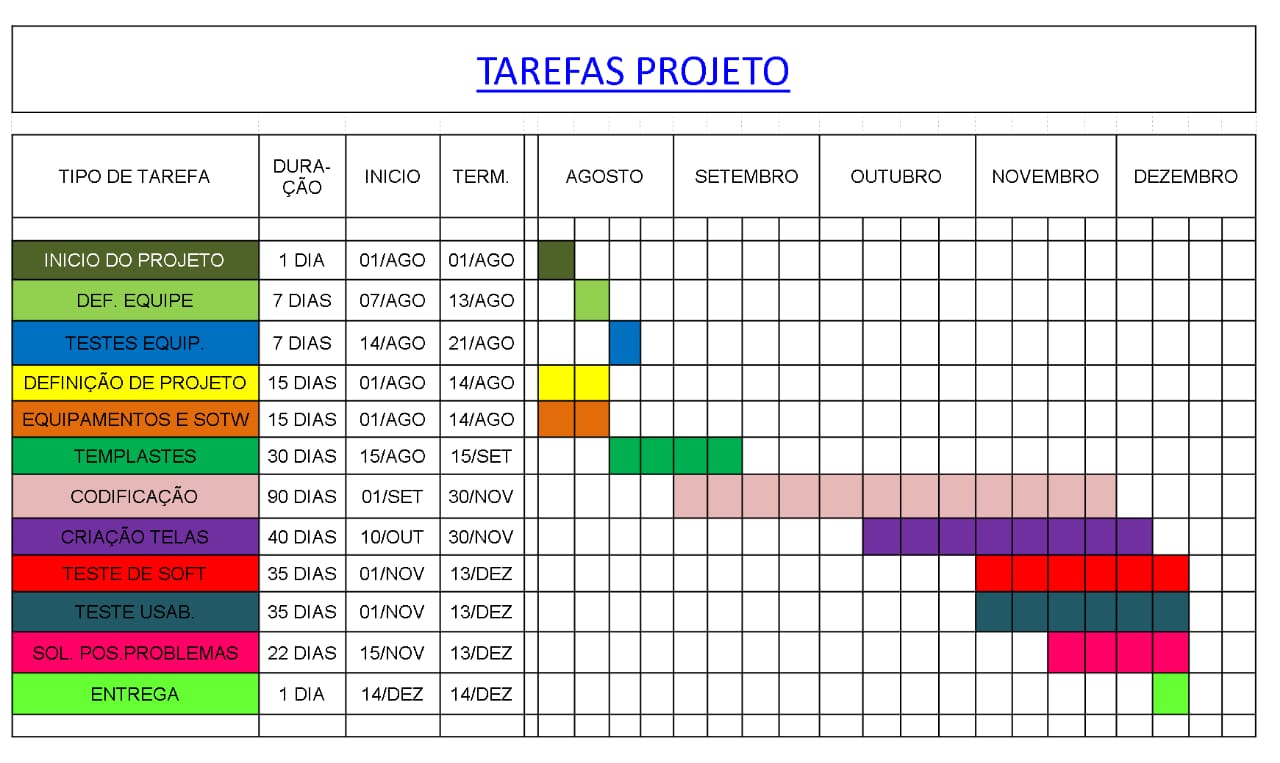 TAREFAS PROJETO
TIPO DE TAREFA DURA-ÇÃO INICIO TERM. AGOSTO SETEMBRO OUTUBRO NOVEMBRO DEZEMBRO
INICIO DO PROJETO 1 DIA 01/AGO 01/AGO
DEF. EQUIPE 7 DIAS 07/AGO 13/AGO
TESTES EQUIP. 7 DIAS 14/AGO 21/AGO
DEFINIÇÃO DE PROJETO 15 DIAS 01/AGO 14/AGO
EQUIPAMENTOS E SOTW 15 DIAS 01/AGO 14/AGO
TEMPLASTES 30 DIAS 15/AGO 15/SET
CODIFICAÇÃO 90 DIAS 01/SET 30/NOV
CRIAÇÃO TELAS 40 DIAS 10/OUT 30/NOV
TESTE DE SOFT 35 DIAS 01/NOV 13/DEZ
TESTE USAB. 35 DIAS 01/NOV 13/DEZ
SOL. POS.PROBLEMAS 22 DIAS 15/NOV 13/DEZ
ENTREGA 1 DIA 14/DEZ 14/DEZ